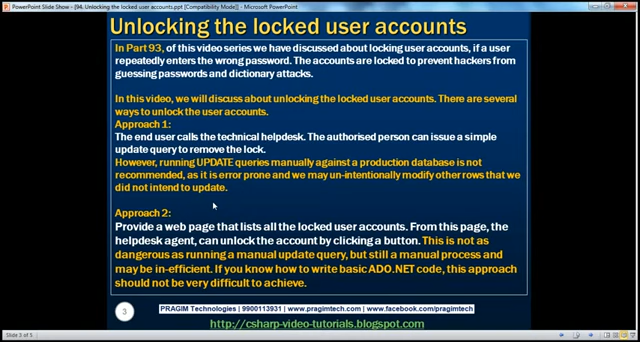 PowerPoint Slide Show - [94. Unlocking the locked user accounts.ppt [Compatibility Mode]] - Microsoft PowerPoint
Unlocking the locked user accounts
In Part 93, of this video series we have discussed about locking user accounts, if a user
repeatedly enters the wrong password. The accounts are locked to prevent hackers from
guessing passwords and dictionary attacks.
In this video, we will discuss about unlocking the locked user accounts. There are several
ways to unlock the user accounts.
Approach 1:
The end user calls the technical helpdesk. The authorised person can issue a simple
update query to remove the lock.
However, running UPDATE queries manually against a production database is not
recommended, as it is error prone and we may un-intentionally modify other rows that we
did not intend to update.
Approach 2:
Provide a web page that lists all the locked user accounts. From this page, the
helpdesk agent, can unlock the account by clicking a button. This is not as
dangerous as running a manual update query, but still a manual process and
may be in-efficient. If you know how to write basic ADO.NET code, this approach
should not be very difficult to achieve.
3
PRAGIM Technologies | 9900113931 | www.pragimtech.com | www.facebook.com/pragimtech
http://csharp-video-tutorials.blogspot.com
Slide 3 of 5